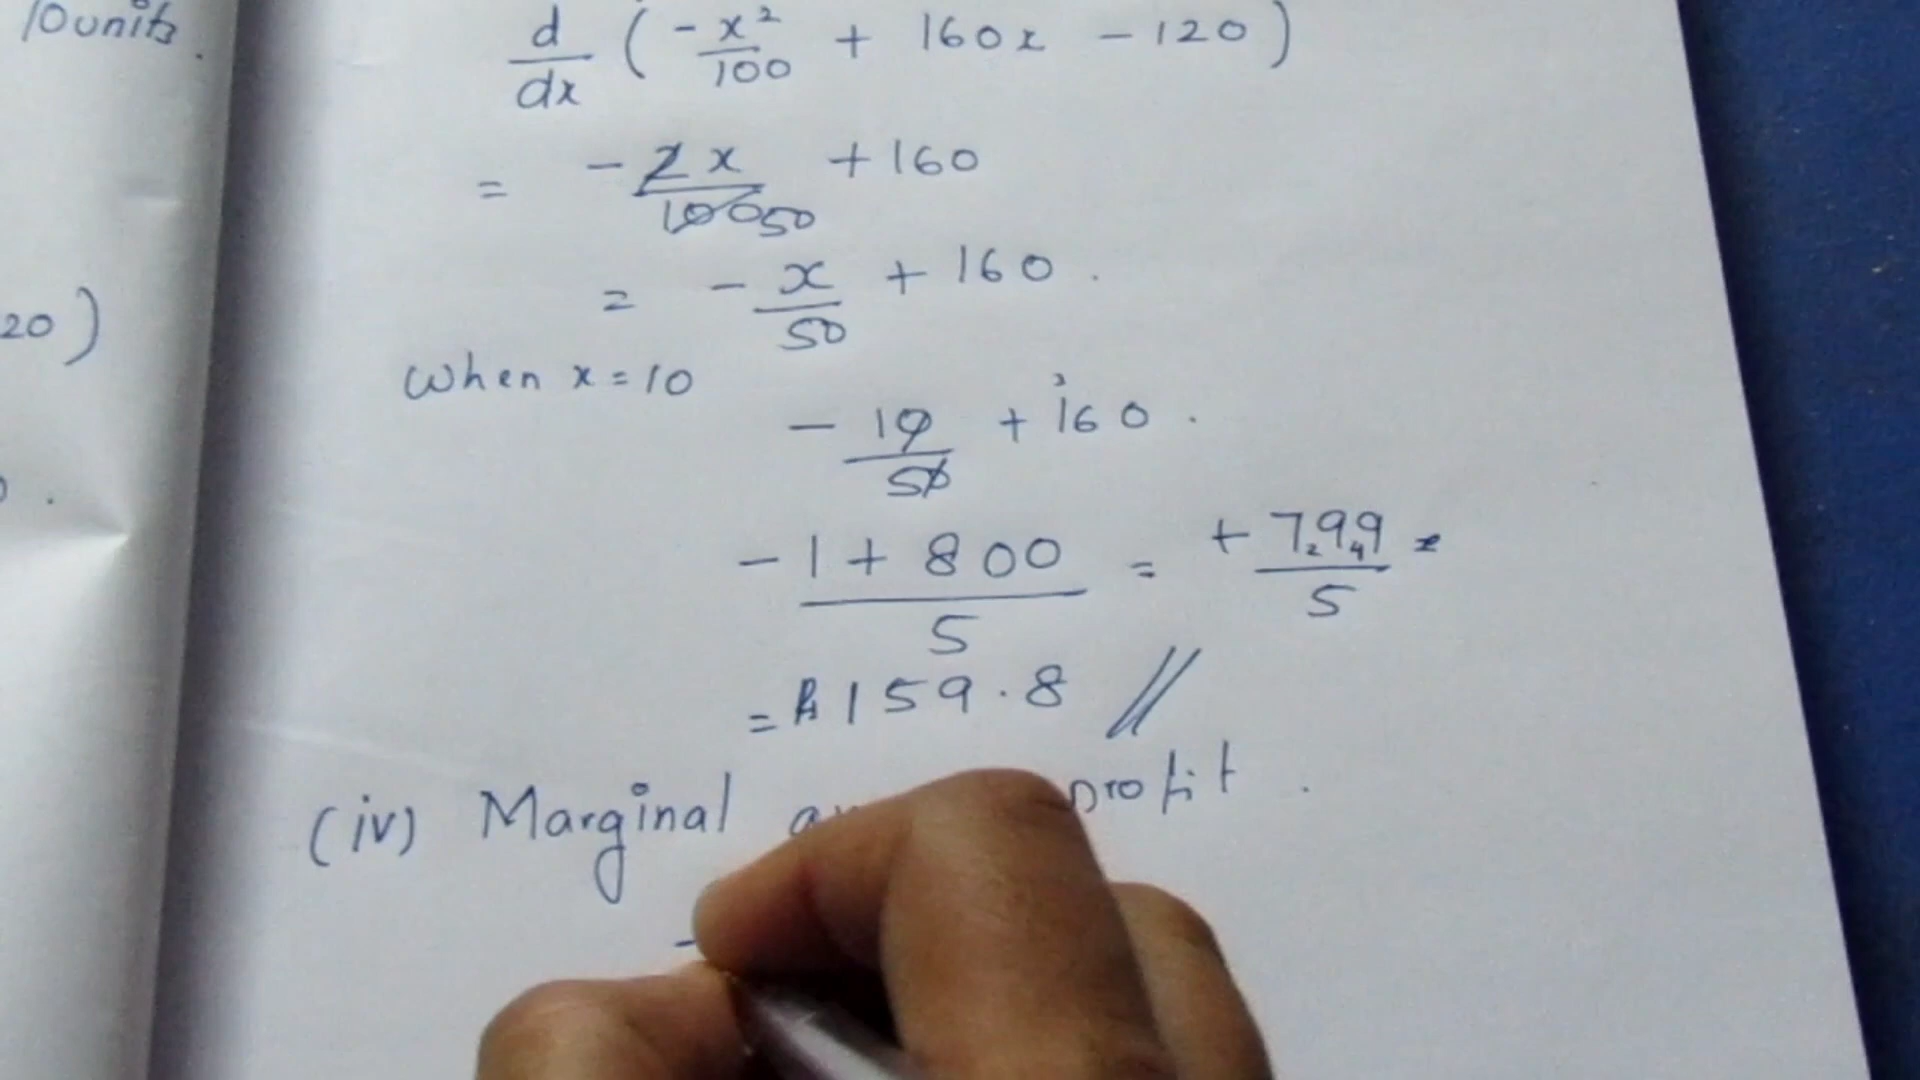 10units.
20)
d/dx (-x²/100 + 160x - 120)
= -2x/100 50 + 160
= -x/50 + 160.
When x = 10
-10/50 + 160.
-1 + 800/5 = + 799/5 =
= ₨ 159.8 //
(iv) Marginal profit.